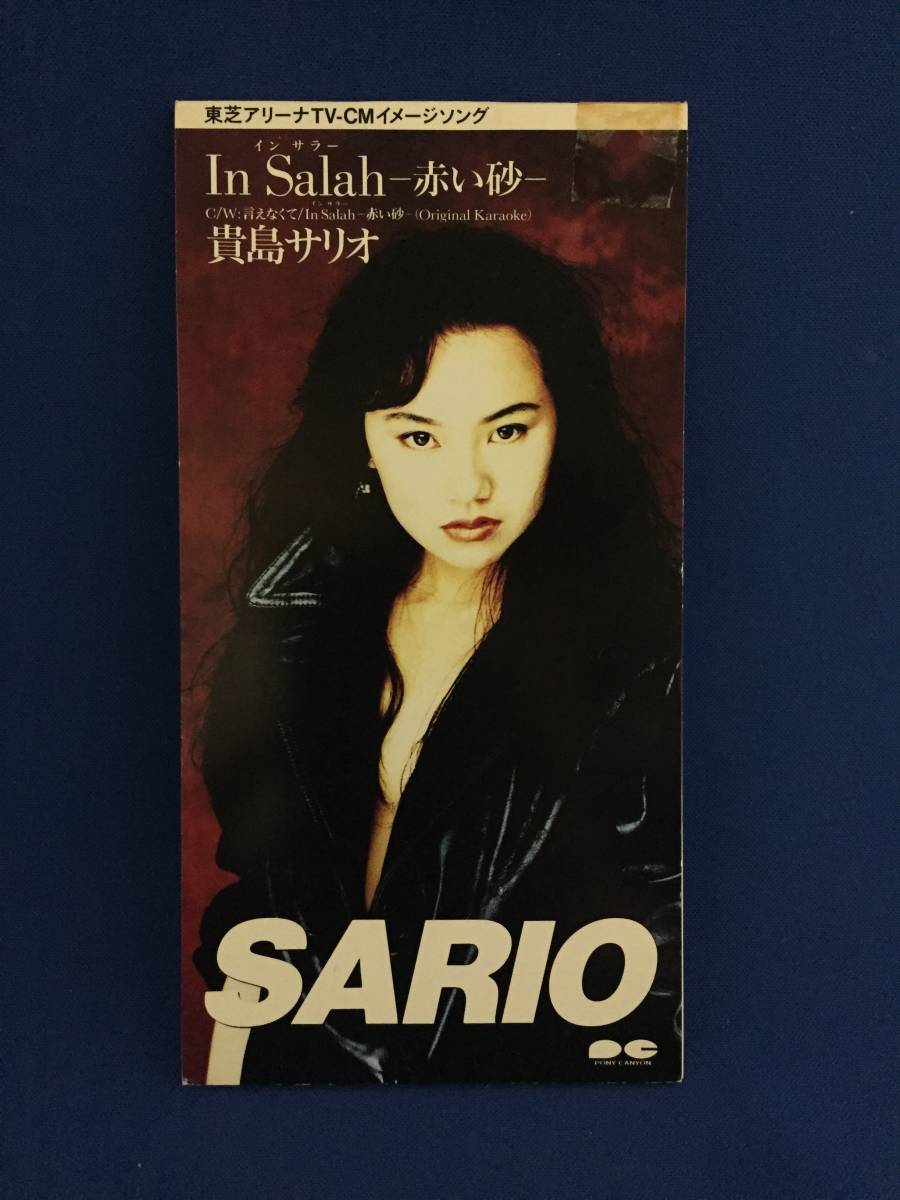 東芝アリーナTV-CMイメージソング
イン サラー
In Salah－赤い砂－
イン サラー
C/W:言えなくて/In Salah－赤い砂－(Original Karaoke)
貴島サリオ
SARIO
PC
PONY CANYON